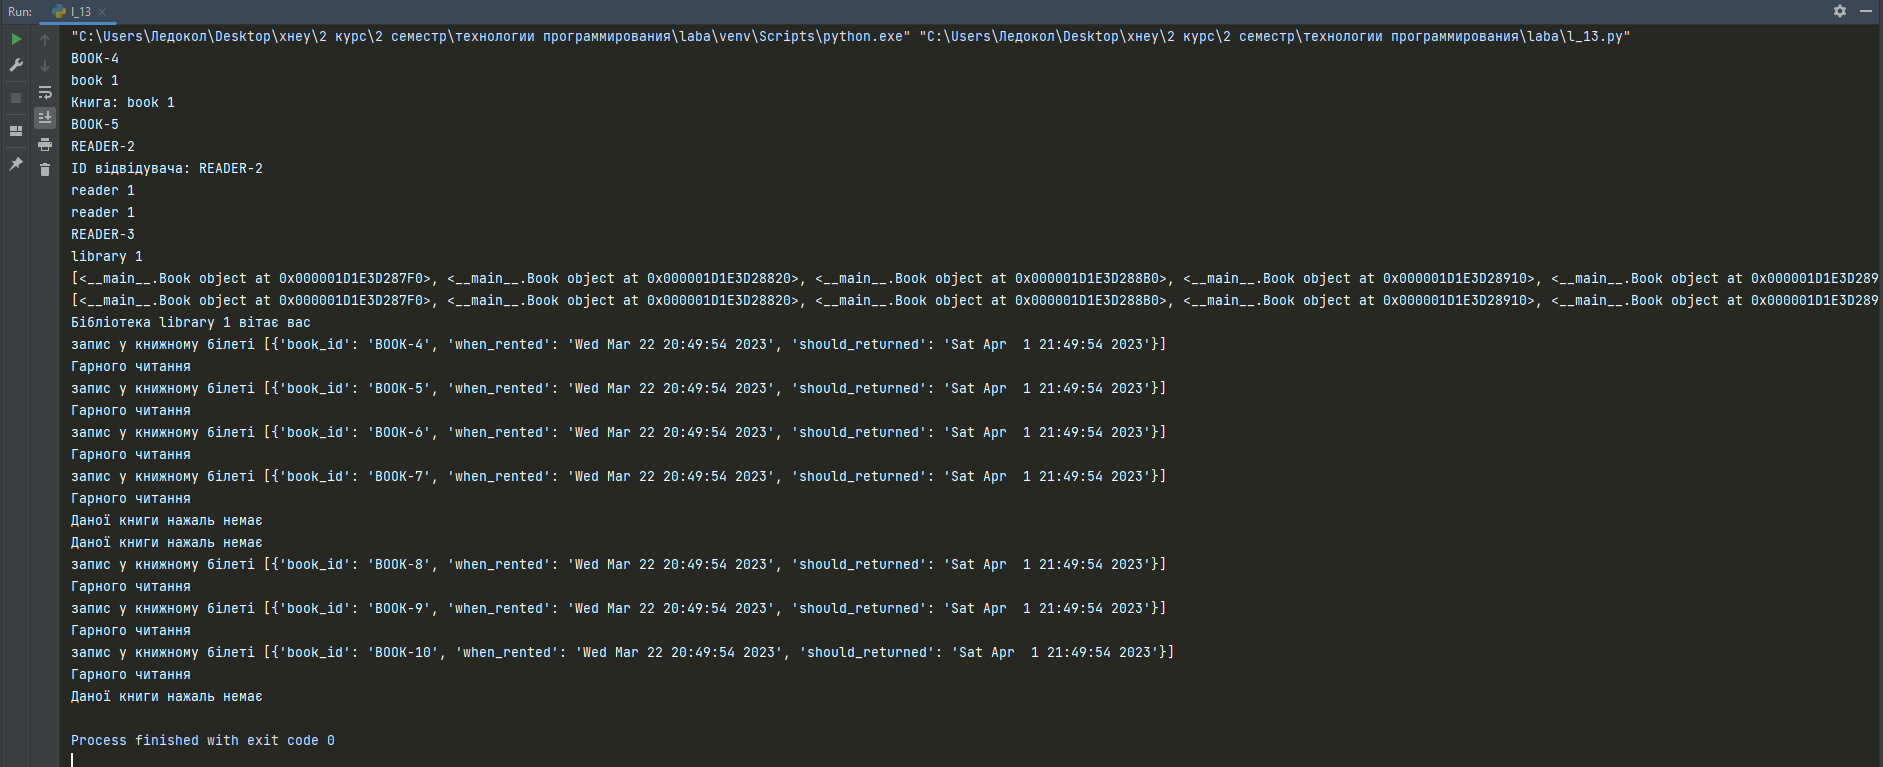 Run: l_13
"C:\Users\Ледокол\Desktop\хнеу\2 курс\2 семестр\технологии программирования\laba\venv\Scripts\python.exe" "C:\Users\Ледокол\Desktop\хнеу\2 курс\2 семестр\технологии программирования\laba\l_13.py"
BOOK-4
book 1
Книга: book 1
BOOK-5
READER-2
ID відвідувача: READER-2
reader 1
reader 1
READER-3
library 1
[<__main__.Book object at 0x000001D1E3D287F0>, <__main__.Book object at 0x000001D1E3D28820>, <__main__.Book object at 0x000001D1E3D288B0>, <__main__.Book object at 0x000001D1E3D28910>, <__main__.Book object at 0x000001D1E3D289
[<__main__.Book object at 0x000001D1E3D287F0>, <__main__.Book object at 0x000001D1E3D28820>, <__main__.Book object at 0x000001D1E3D288B0>, <__main__.Book object at 0x000001D1E3D28910>, <__main__.Book object at 0x000001D1E3D289
Бібліотека library 1 вітає вас
запис у книжному білеті [{'book_id': 'BOOK-4', 'when_rented': 'Wed Mar 22 20:49:54 2023', 'should_returned': 'Sat Apr  1 21:49:54 2023'}]
Гарного читання
запис у книжному білеті [{'book_id': 'BOOK-5', 'when_rented': 'Wed Mar 22 20:49:54 2023', 'should_returned': 'Sat Apr  1 21:49:54 2023'}]
Гарного читання
запис у книжному білеті [{'book_id': 'BOOK-6', 'when_rented': 'Wed Mar 22 20:49:54 2023', 'should_returned': 'Sat Apr  1 21:49:54 2023'}]
Гарного читання
запис у книжному білеті [{'book_id': 'BOOK-7', 'when_rented': 'Wed Mar 22 20:49:54 2023', 'should_returned': 'Sat Apr  1 21:49:54 2023'}]
Гарного читання
Даної книги нажаль немає
Даної книги нажаль немає
запис у книжному білеті [{'book_id': 'BOOK-8', 'when_rented': 'Wed Mar 22 20:49:54 2023', 'should_returned': 'Sat Apr  1 21:49:54 2023'}]
Гарного читання
запис у книжному білеті [{'book_id': 'BOOK-9', 'when_rented': 'Wed Mar 22 20:49:54 2023', 'should_returned': 'Sat Apr  1 21:49:54 2023'}]
Гарного читання
запис у книжному білеті [{'book_id': 'BOOK-10', 'when_rented': 'Wed Mar 22 20:49:54 2023', 'should_returned': 'Sat Apr  1 21:49:54 2023'}]
Гарного читання
Даної книги нажаль немає
Process finished with exit code 0